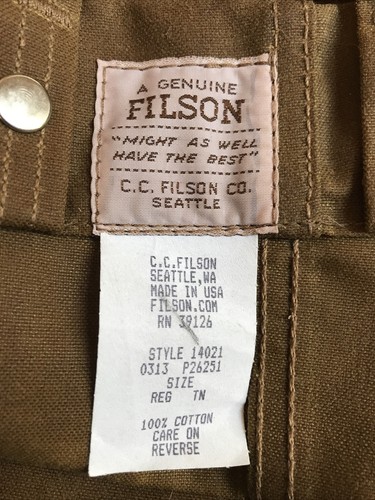 A GENUINE
FILSON
"MIGHT AS WELL
HAVE THE BEST"
C.C. FILSON CO.
SEATTLE
C.C.FILSON
SEATTLE,WA
MADE IN USA
FILSON.COM
RN 39126
STYLE 14021
0313 P26251
SIZE
REG TN
100% COTTON
CARE ON
REVERSE